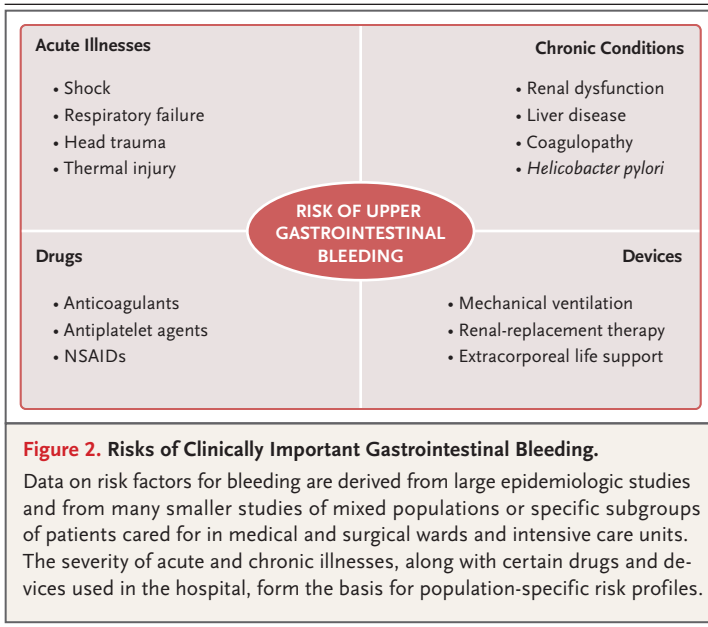 Acute Illnesses
• Shock
• Respiratory failure
• Head trauma
• Thermal injury
Chronic Conditions
• Renal dysfunction
• Liver disease
• Coagulopathy
• Helicobacter pylori
RISK OF UPPER
GASTROINTESTINAL
BLEEDING
Drugs
• Anticoagulants
• Antiplatelet agents
• NSAIDs
Devices
• Mechanical ventilation
• Renal-replacement therapy
• Extracorporeal life support
Figure 2. Risks of Clinically Important Gastrointestinal Bleeding.
Data on risk factors for bleeding are derived from large epidemiologic studies
and from many smaller studies of mixed populations or specific subgroups
of patients cared for in medical and surgical wards and intensive care units.
The severity of acute and chronic illnesses, along with certain drugs and de-
vices used in the hospital, form the basis for population-specific risk profiles.